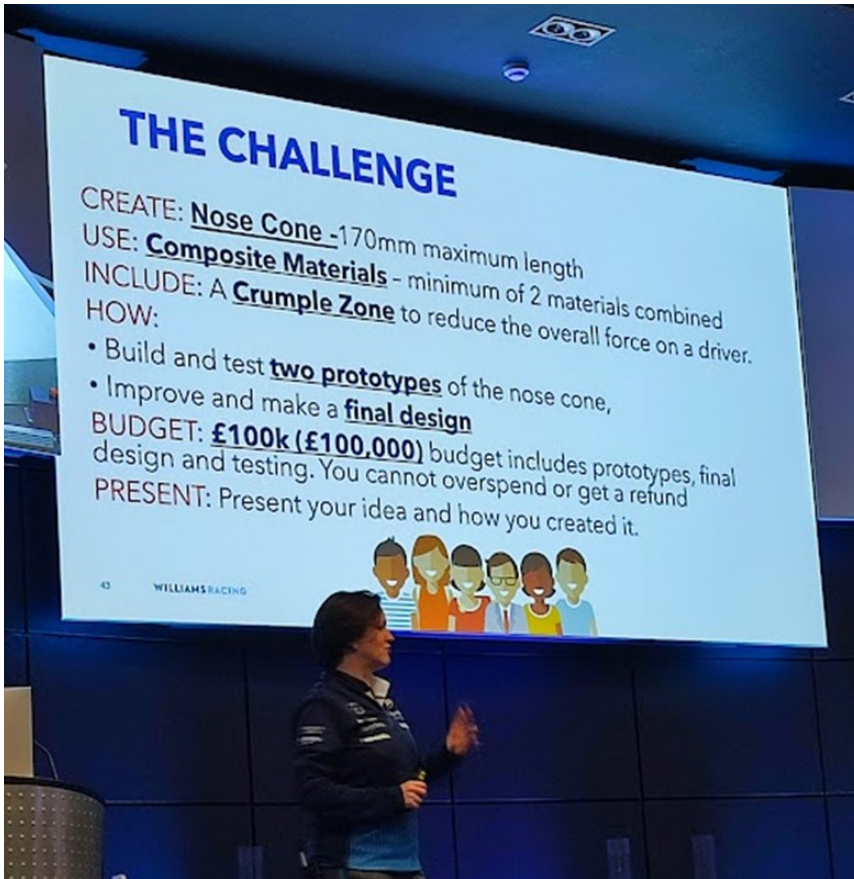 THE CHALLENGE
CREATE: Nose Cone -170mm maximum length
USE: Composite Materials - minimum of 2 materials combined
INCLUDE: A Crumple Zone to reduce the overall force on a driver.
HOW:
• Build and test two prototypes of the nose cone,
• Improve and make a final design
BUDGET: £100k (£100,000) budget includes prototypes, final
design and testing. You cannot overspend or get a refund
PRESENT: Present your idea and how you created it.
43 WILLIAMS RACING